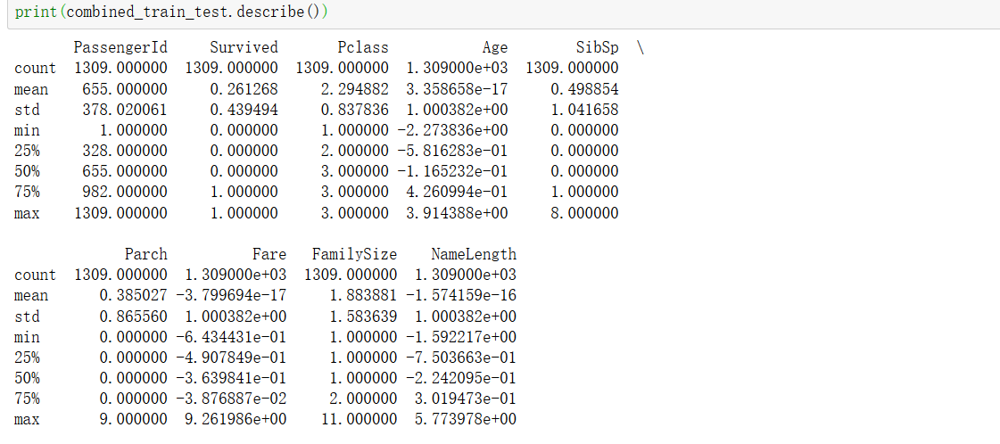 print(combined_train_test.describe())
       PassengerId     Survived       Pclass           Age        SibSp  \
count  1309.000000  1309.000000  1309.000000  1.309000e+03  1309.000000
mean    655.000000     0.261268     2.294882  3.358658e-17     0.498854
std     378.020061     0.439494     0.837836  1.000382e+00     1.041658
min       1.000000     0.000000     1.000000 -2.273836e+00     0.000000
25%     328.000000     0.000000     2.000000 -5.816283e-01     0.000000
50%     655.000000     0.000000     3.000000 -1.165232e-01     0.000000
75%     982.000000     1.000000     3.000000  4.260994e-01     1.000000
max    1309.000000     1.000000     3.000000  3.914388e+00     8.000000
             Parch          Fare   FamilySize    NameLength
count  1309.000000  1.309000e+03  1309.000000  1.309000e+03
mean      0.385027 -3.799694e-17     1.883881 -1.574159e-16
std       0.865560  1.000382e+00     1.583639  1.000382e+00
min       0.000000 -6.434431e-01     1.000000 -1.592217e+00
25%       0.000000 -4.907849e-01     1.000000 -7.503663e-01
50%       0.000000 -3.639841e-01     1.000000 -2.242095e-01
75%       0.000000 -3.876887e-02     2.000000  3.019473e-01
max       9.000000  9.261986e+00    11.000000  5.773978e+00